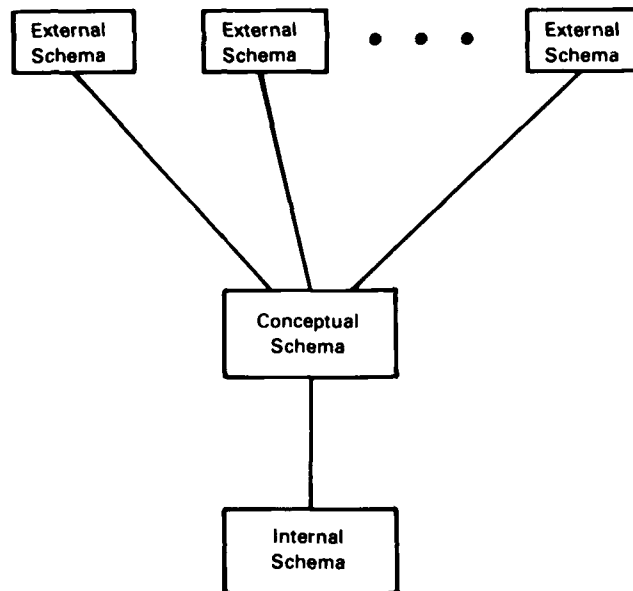 External
Schema
External
Schema
External
Schema
Conceptual
Schema
Internal
Schema